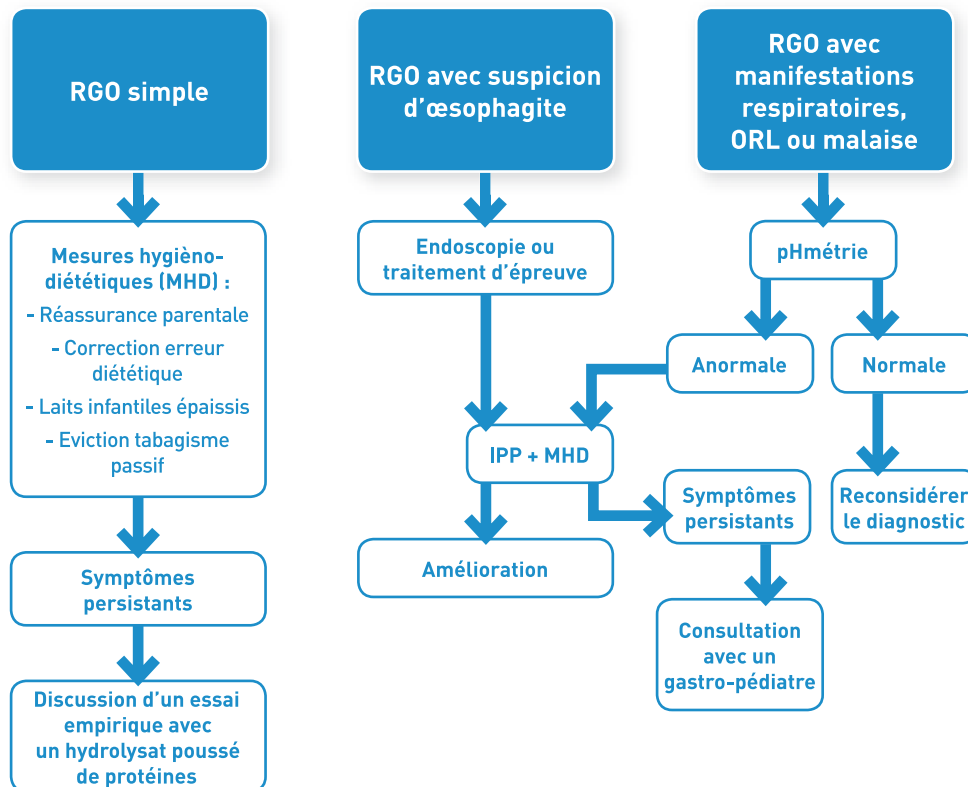 RGO simple
Mesures hygièno-
diététiques (MHD) :
- Réassurance parentale
- Correction erreur
diététique
- Laits infantiles épaissis
- Eviction tabagisme
passif
Symptômes
persistants
Discussion d'un essai
empirique avec
un hydrolysat poussé
de protéines
RGO avec suspicion
d'œsophagite
Endoscopie ou
traitement d'épreuve
IPP + MHD
Amélioration
RGO avec
manifestations
respiratoires,
ORL ou malaise
pHmétrie
Anormale
Normale
Symptômes
persistants
Reconsidérer
le diagnostic
Consultation
avec un
gastro-pédiatre